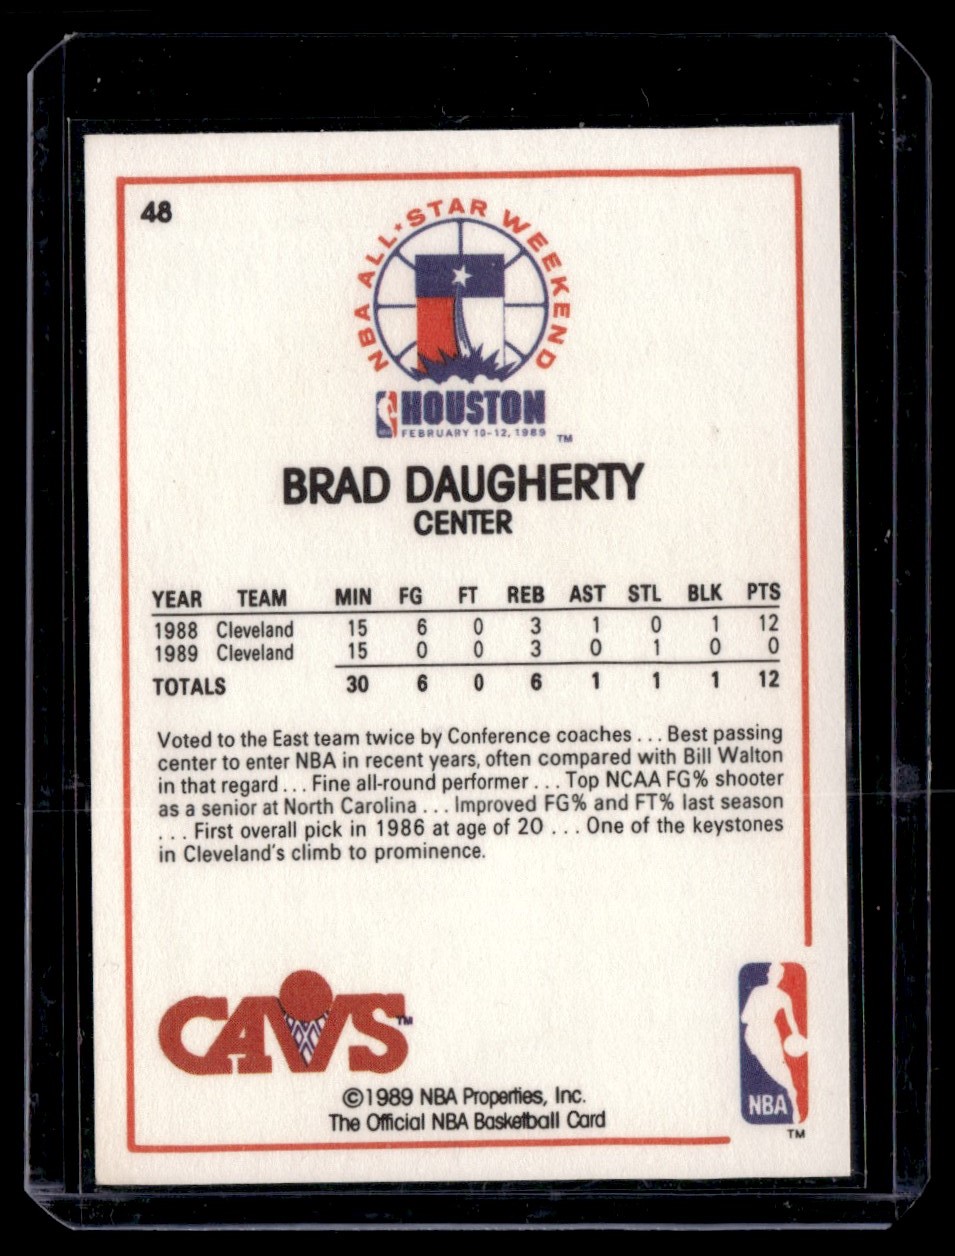 48
NBA ALL★STAR WEEKEND
HOUSTON
FEBRUARY 10-12, 1989
TM
BRAD DAUGHERTY
CENTER
YEAR TEAM MIN FG FT REB AST STL BLK PTS
1988 Cleveland 15 6 0 3 1 0 1 12
1989 Cleveland 15 0 0 3 0 1 0 0
TOTALS 30 6 0 6 1 1 1 12
Voted to the East team twice by Conference coaches . . . Best passing
center to enter NBA in recent years, often compared with Bill Walton
in that regard . . . Fine all-round performer . . . Top NCAA FG% shooter
as a senior at North Carolina . . . Improved FG% and FT% last season
. . . First overall pick in 1986 at age of 20 . . . One of the keystones
in Cleveland's climb to prominence.
CAVS TM
NBA
TM
©1989 NBA Properties, Inc.
The Official NBA Basketball Card